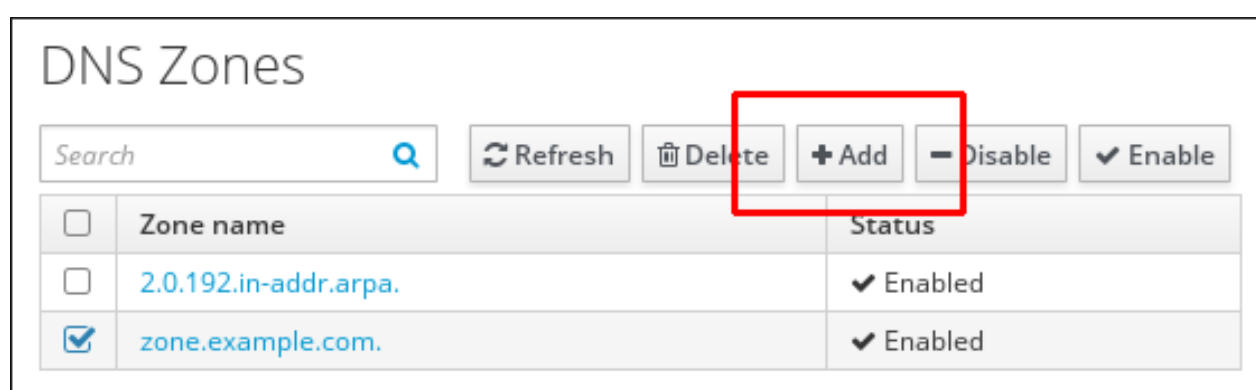 DNS Zones
Search Refresh Delete Add Disable Enable
Zone name Status
2.0.192.in-addr.arpa. Enabled
zone.example.com. Enabled